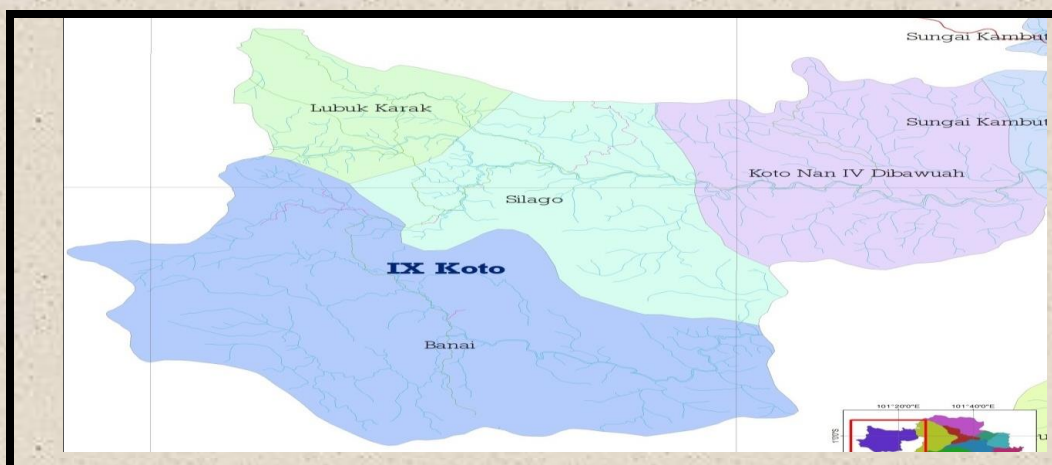 Sungai Kambut
Lubuk Karak
Sungai Kambut
Koto Nan IV Dibawuah
Silago
IX Koto
Banai
101°20'0"E
101°40'0"E